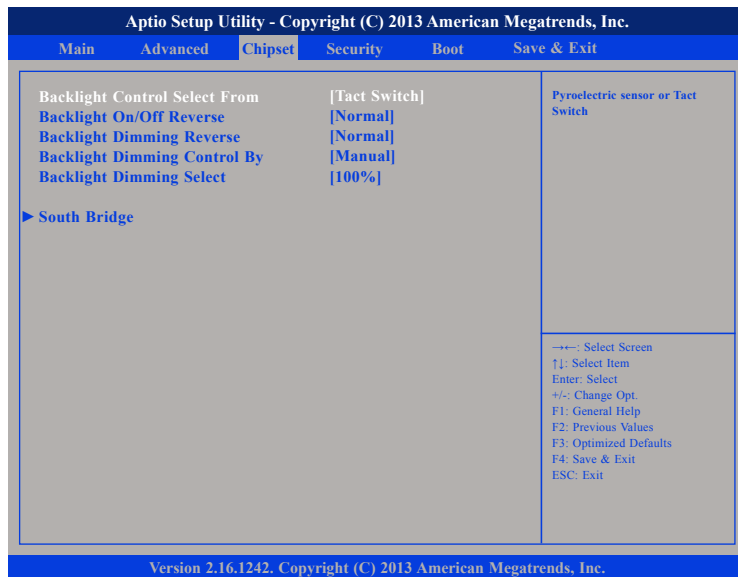 Aptio Setup Utility - Copyright (C) 2013 American Megatrends, Inc.
Main Advanced Chipset Security Boot Save & Exit
Backlight Control Select From [Tact Switch]
Backlight On/Off Reverse [Normal]
Backlight Dimming Reverse [Normal]
Backlight Dimming Control By [Manual]
Backlight Dimming Select [100%]
► South Bridge
Pyroelectric sensor or Tact
Switch
→←: Select Screen
↑↓: Select Item
Enter: Select
+/-: Change Opt.
F1: General Help
F2: Previous Values
F3: Optimized Defaults
F4: Save & Exit
ESC: Exit
Version 2.16.1242. Copyright (C) 2013 American Megatrends, Inc.